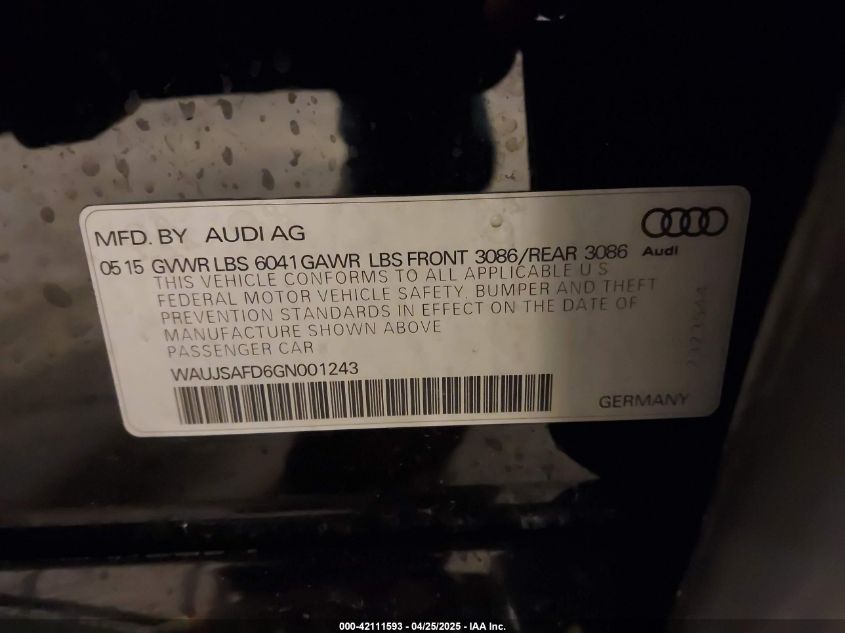 MFD. BY AUDI AG
Audi
05 15 GVWR LBS 6041 GAWR LBS FRONT 3086/REAR 3086
THIS VEHICLE CONFORMS TO ALL APPLICABLE U S
FEDERAL MOTOR VEHICLE SAFETY, BUMPER AND THEFT
PREVENTION STANDARDS IN EFFECT ON THE DATE OF
MANUFACTURE SHOWN ABOVE
PASSENGER CAR
WAUJSAFD6GN001243
GERMANY
000-42111593 - 04/25/2025 - IAA Inc.